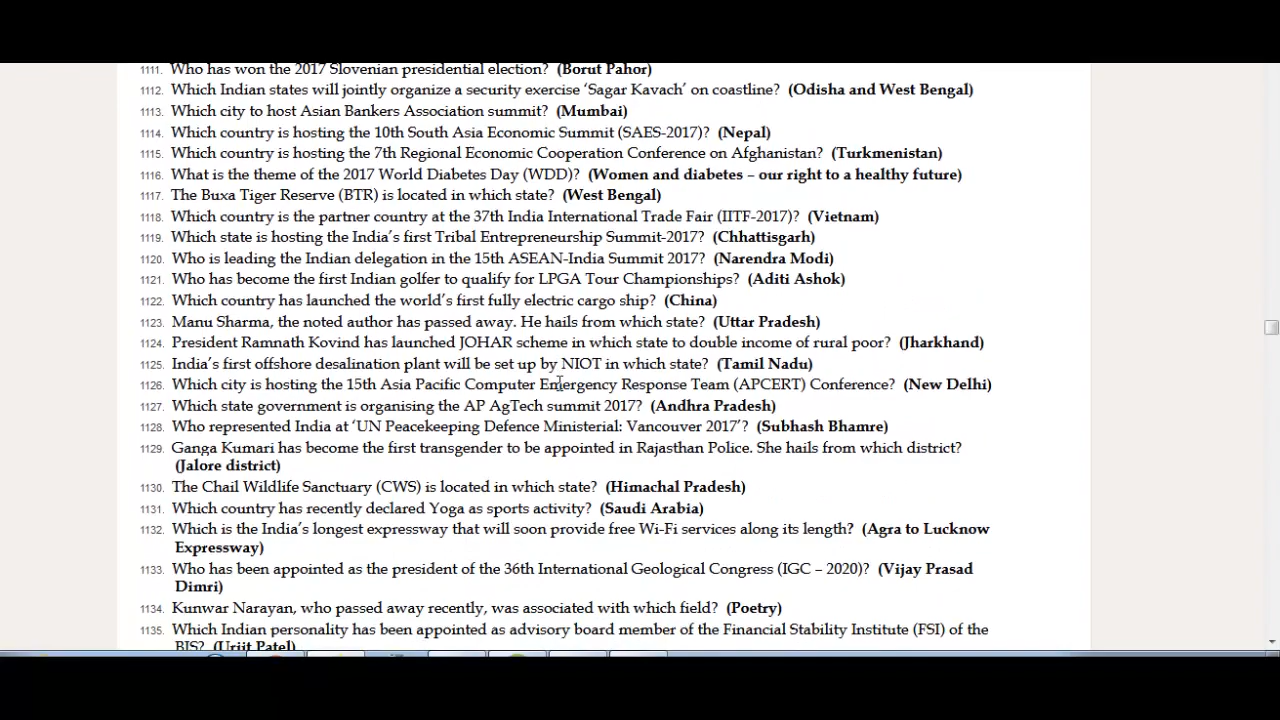 1111. Who has won the 2017 Slovenian presidential election? (Borut Pahor)
1112. Which Indian states will jointly organize a security exercise ‘Sagar Kavach’ on coastline? (Odisha and West Bengal)
1113. Which city to host Asian Bankers Association summit? (Mumbai)
1114. Which country is hosting the 10th South Asia Economic Summit (SAES-2017)? (Nepal)
1115. Which country is hosting the 7th Regional Economic Cooperation Conference on Afghanistan? (Turkmenistan)
1116. What is the theme of the 2017 World Diabetes Day (WDD)? (Women and diabetes – our right to a healthy future)
1117. The Buxa Tiger Reserve (BTR) is located in which state? (West Bengal)
1118. Which country is the partner country at the 37th India International Trade Fair (IITF-2017)? (Vietnam)
1119. Which state is hosting the India’s first Tribal Entrepreneurship Summit-2017? (Chhattisgarh)
1120. Who is leading the Indian delegation in the 15th ASEAN-India Summit 2017? (Narendra Modi)
1121. Who has become the first Indian golfer to qualify for LPGA Tour Championships? (Aditi Ashok)
1122. Which country has launched the world’s first fully electric cargo ship? (China)
1123. Manu Sharma, the noted author has passed away. He hails from which state? (Uttar Pradesh)
1124. President Ramnath Kovind has launched JOHAR scheme in which state to double income of rural poor? (Jharkhand)
1125. India’s first offshore desalination plant will be set up by NIOT in which state? (Tamil Nadu)
1126. Which city is hosting the 15th Asia Pacific Computer Emergency Response Team (APCERT) Conference? (New Delhi)
1127. Which state government is organising the AP AgTech summit 2017? (Andhra Pradesh)
1128. Who represented India at ‘UN Peacekeeping Defence Ministerial: Vancouver 2017’? (Subhash Bhamre)
1129. Ganga Kumari has become the first transgender to be appointed in Rajasthan Police. She hails from which district?
(Jalore district)
1130. The Chail Wildlife Sanctuary (CWS) is located in which state? (Himachal Pradesh)
1131. Which country has recently declared Yoga as sports activity? (Saudi Arabia)
1132. Which is the India’s longest expressway that will soon provide free Wi-Fi services along its length? (Agra to Lucknow
Expressway)
1133. Who has been appointed as the president of the 36th International Geological Congress (IGC – 2020)? (Vijay Prasad
Dimri)
1134. Kunwar Narayan, who passed away recently, was associated with which field? (Poetry)
1135. Which Indian personality has been appointed as advisory board member of the Financial Stability Institute (FSI) of the
BIS? (Urjit Patel)